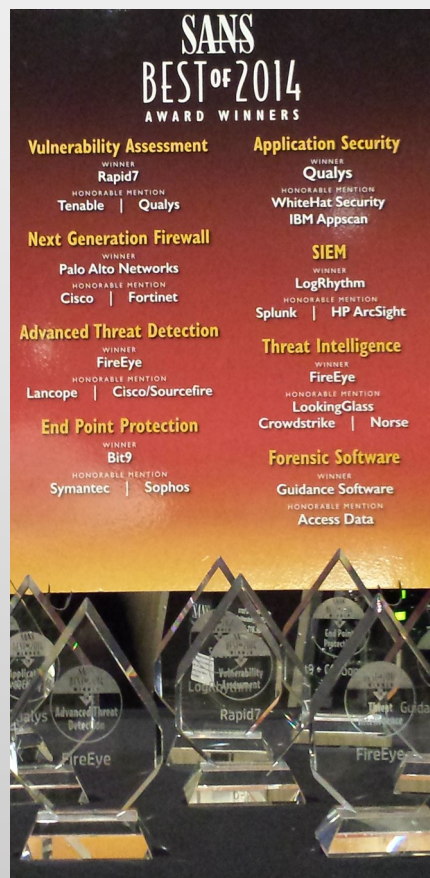 SANS
BEST OF 2014
AWARD WINNERS
Vulnerability Assessment
WINNER
Rapid7
HONORABLE MENTION
Tenable | Qualys
Next Generation Firewall
WINNER
Palo Alto Networks
HONORABLE MENTION
Cisco | Fortinet
Advanced Threat Detection
WINNER
FireEye
HONORABLE MENTION
Lancope | Cisco/Sourcefire
End Point Protection
WINNER
Bit9
HONORABLE MENTION
Symantec | Sophos
Application Security
WINNER
Qualys
HONORABLE MENTION
WhiteHat Security
IBM Appscan
SIEM
WINNER
LogRhythm
HONORABLE MENTION
Splunk | HP ArcSight
Threat Intelligence
WINNER
FireEye
HONORABLE MENTION
LookingGlass
Crowdstrike | Norse
Forensic Software
WINNER
Guidance Software
HONORABLE MENTION
Access Data
Advanced Threat
Detection
FireEye
SANS
Vulnerability
Assessment
Rapid7
End Point
Threat
Intelligence
FireEye